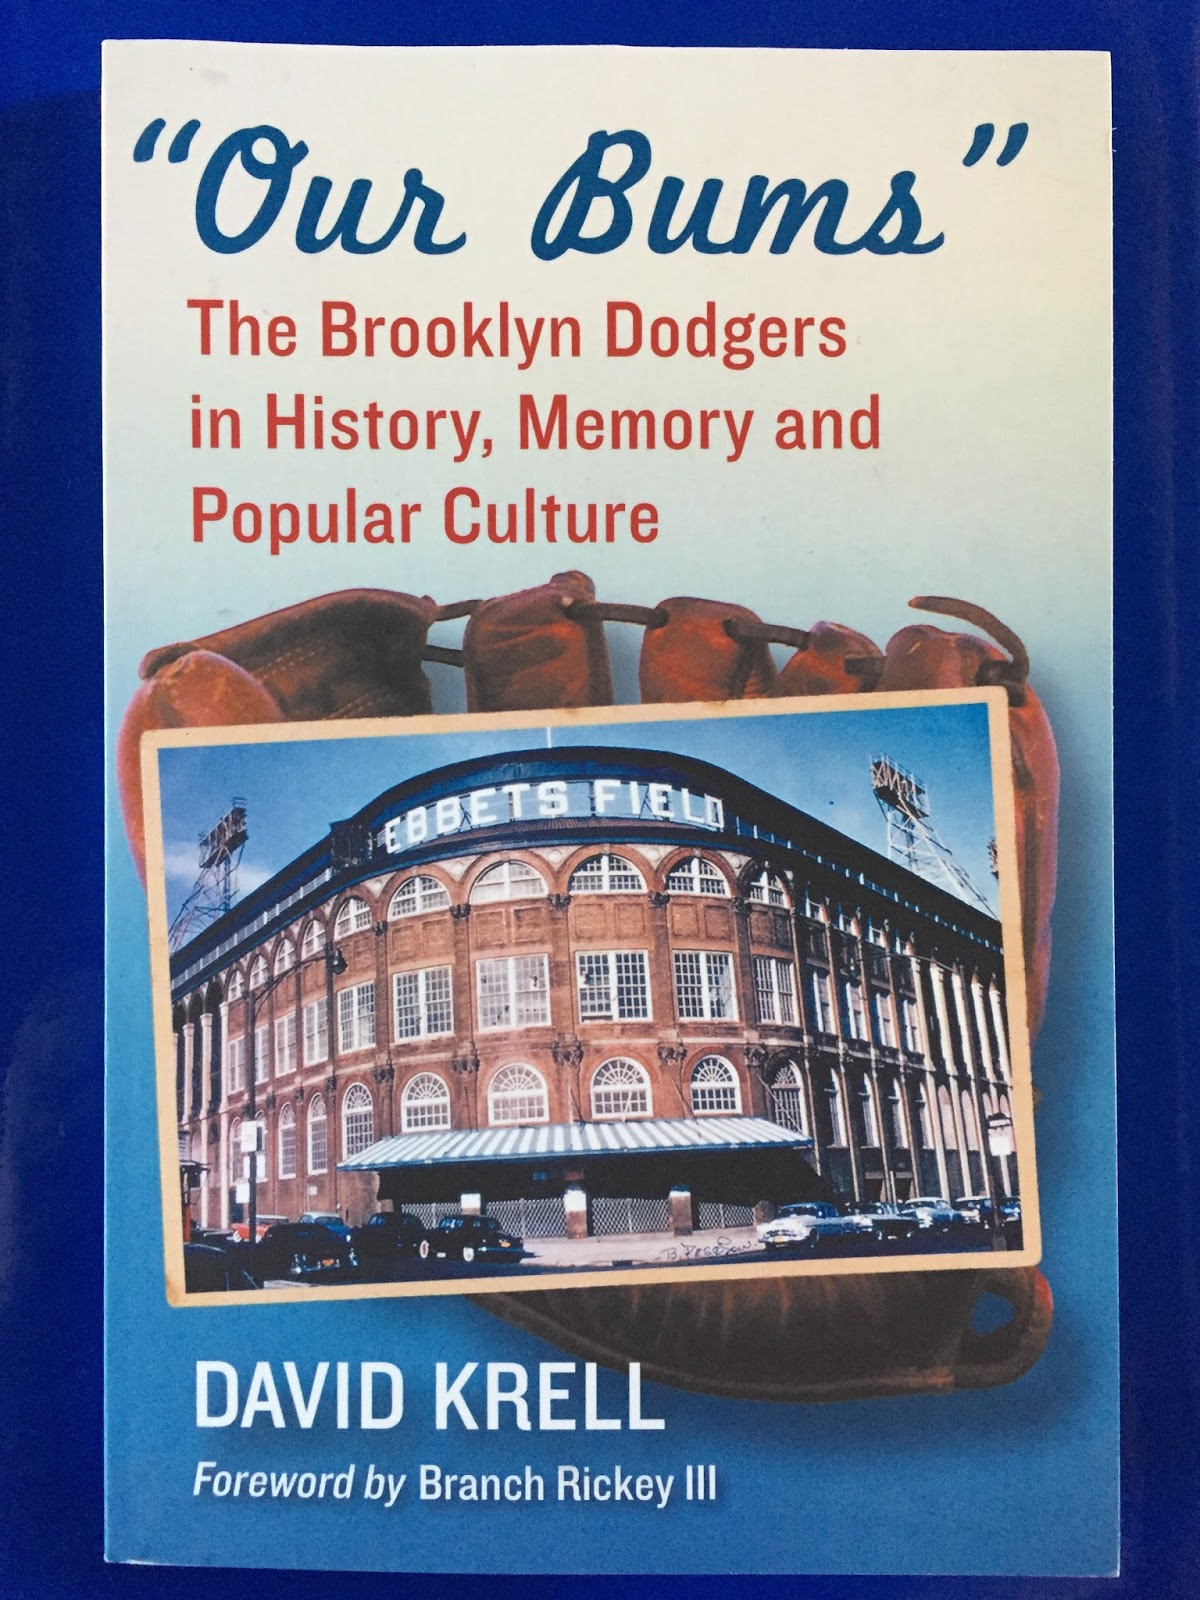 “Our Bums”
The Brooklyn Dodgers
in History, Memory and
Popular Culture
EBBETS FIELD
DAVID KRELL
Foreword by Branch Rickey III